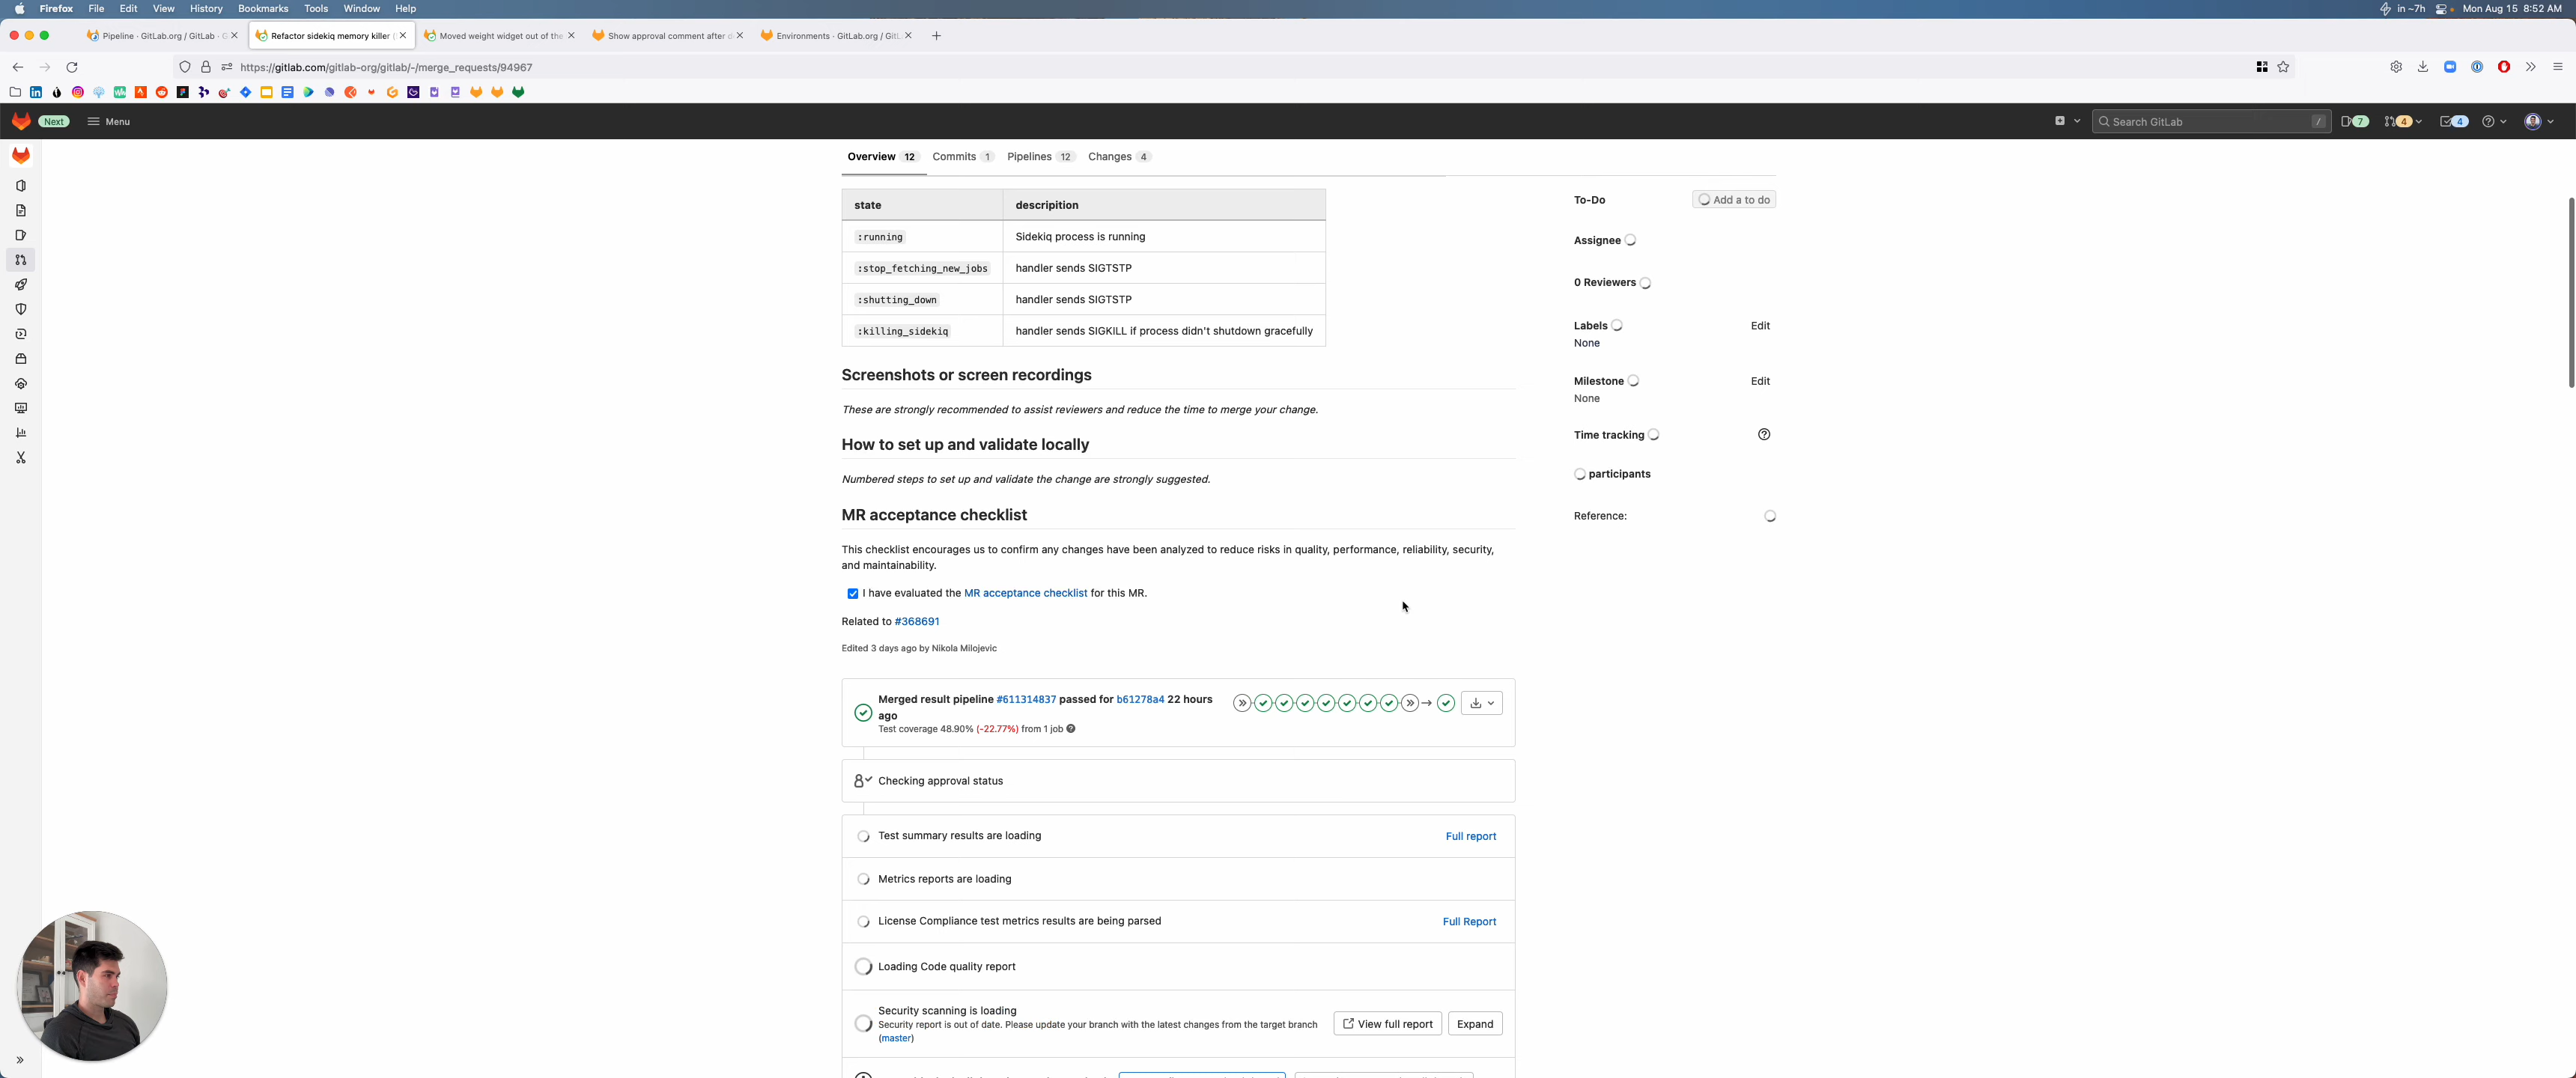 Firefox File Edit View History Bookmarks Tools Window Help
in ~7h Mon Aug 15 8:52 AM
Pipeline · GitLab.org / GitLab · G
Refactor sidekiq memory killer (
Moved weight widget out of the
Show approval comment after d
Environments · GitLab.org / GitL
https://gitlab.com/gitlab-org/gitlab/-/merge_requests/94967
Next Menu
Search GitLab / 7 4 4
Overview 12 Commits 1 Pipelines 12 Changes 4
state descripition
:running Sidekiq process is running
:stop_fetching_new_jobs handler sends SIGTSTP
:shutting_down handler sends SIGTSTP
:killing_sidekiq handler sends SIGKILL if process didn't shutdown gracefully
Screenshots or screen recordings
These are strongly recommended to assist reviewers and reduce the time to merge your change.
How to set up and validate locally
Numbered steps to set up and validate the change are strongly suggested.
MR acceptance checklist
This checklist encourages us to confirm any changes have been analyzed to reduce risks in quality, performance, reliability, security,
and maintainability.
I have evaluated the MR acceptance checklist for this MR.
Related to #368691
Edited 3 days ago by Nikola Milojevic
Merged result pipeline #611314837 passed for b61278a4 22 hours
ago
Test coverage 48.90% (-22.77%) from 1 job
Checking approval status
Test summary results are loading Full report
Metrics reports are loading
License Compliance test metrics results are being parsed Full Report
Loading Code quality report
Security scanning is loading
Security report is out of date. Please update your branch with the latest changes from the target branch
(master)
View full report Expand
To-Do Add a to do
Assignee
0 Reviewers
Labels Edit
None
Milestone Edit
None
Time tracking
participants
Reference: